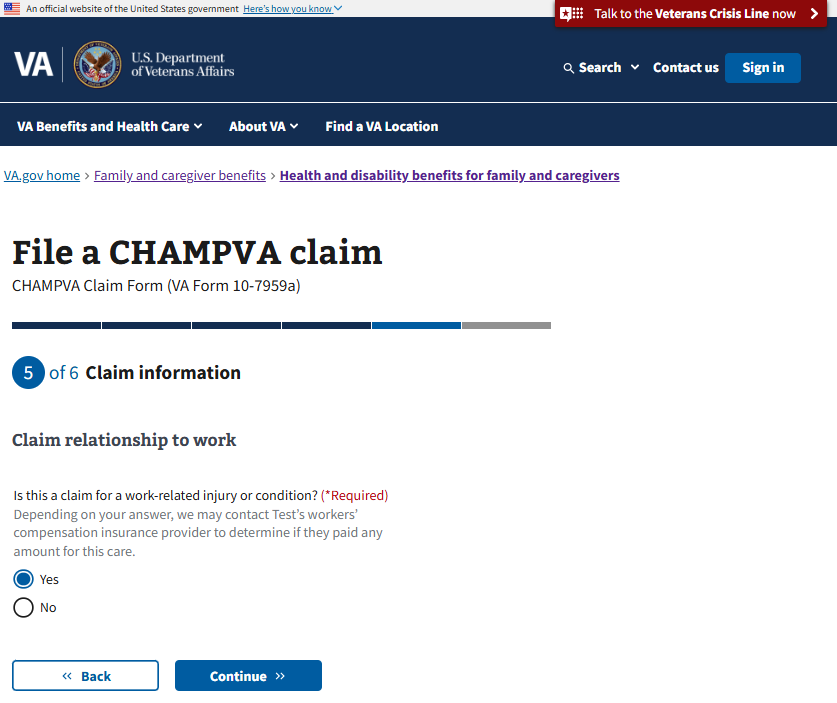 An official website of the United States government Here's how you know
Talk to the Veterans Crisis Line now
VA
U.S. Department
of Veterans Affairs
Search
Contact us
Sign in
VA Benefits and Health Care
About VA
Find a VA Location
VA.gov home › Family and caregiver benefits › Health and disability benefits for family and caregivers
File a CHAMPVA claim
CHAMPVA Claim Form (VA Form 10-7959a)
5 of 6 Claim information
Claim relationship to work
Is this a claim for a work-related injury or condition? (*Required)
Depending on your answer, we may contact Test’s workers’
compensation insurance provider to determine if they paid any
amount for this care.
Yes
No
« Back
Continue »